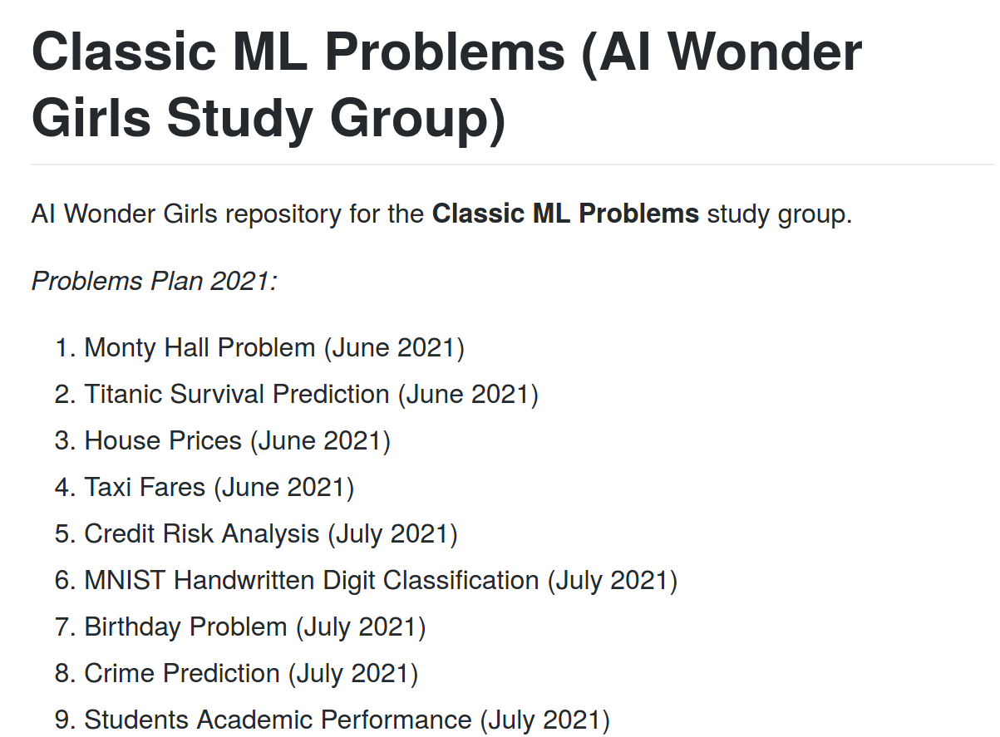 Classic ML Problems (AI Wonder
Girls Study Group)
AI Wonder Girls repository for the Classic ML Problems study group.
Problems Plan 2021:
1. Monty Hall Problem (June 2021)
2. Titanic Survival Prediction (June 2021)
3. House Prices (June 2021)
4. Taxi Fares (June 2021)
5. Credit Risk Analysis (July 2021)
6. MNIST Handwritten Digit Classification (July 2021)
7. Birthday Problem (July 2021)
8. Crime Prediction (July 2021)
9. Students Academic Performance (July 2021)